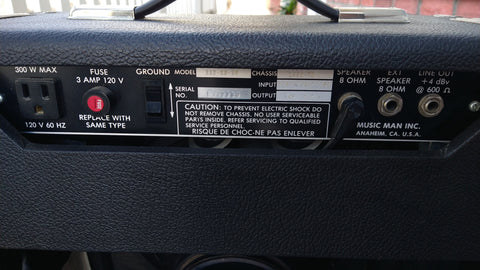 300 W MAX
120 V 60 HZ
FUSE
3 AMP 120 V
REPLACE WITH
SAME TYPE
GROUND
MODEL
CHASSIS
SERIAL
NO.
INPUT
OUTPUT
CAUTION: TO PREVENT ELECTRIC SHOCK DO
NOT REMOVE CHASSIS. NO USER SERVICEABLE
PARTS INSIDE. REFER SERVICING TO QUALIFIED
SERVICE PERSONNEL.
RISQUE DE CHOC-NE PAS ENLEVER
SPEAKER
8 OHM
EXT
SPEAKER
8 OHM
LINE OUT
+4 dBv
@ 600 Ω
MUSIC MAN INC.
ANAHEIM, CA. U.S.A.